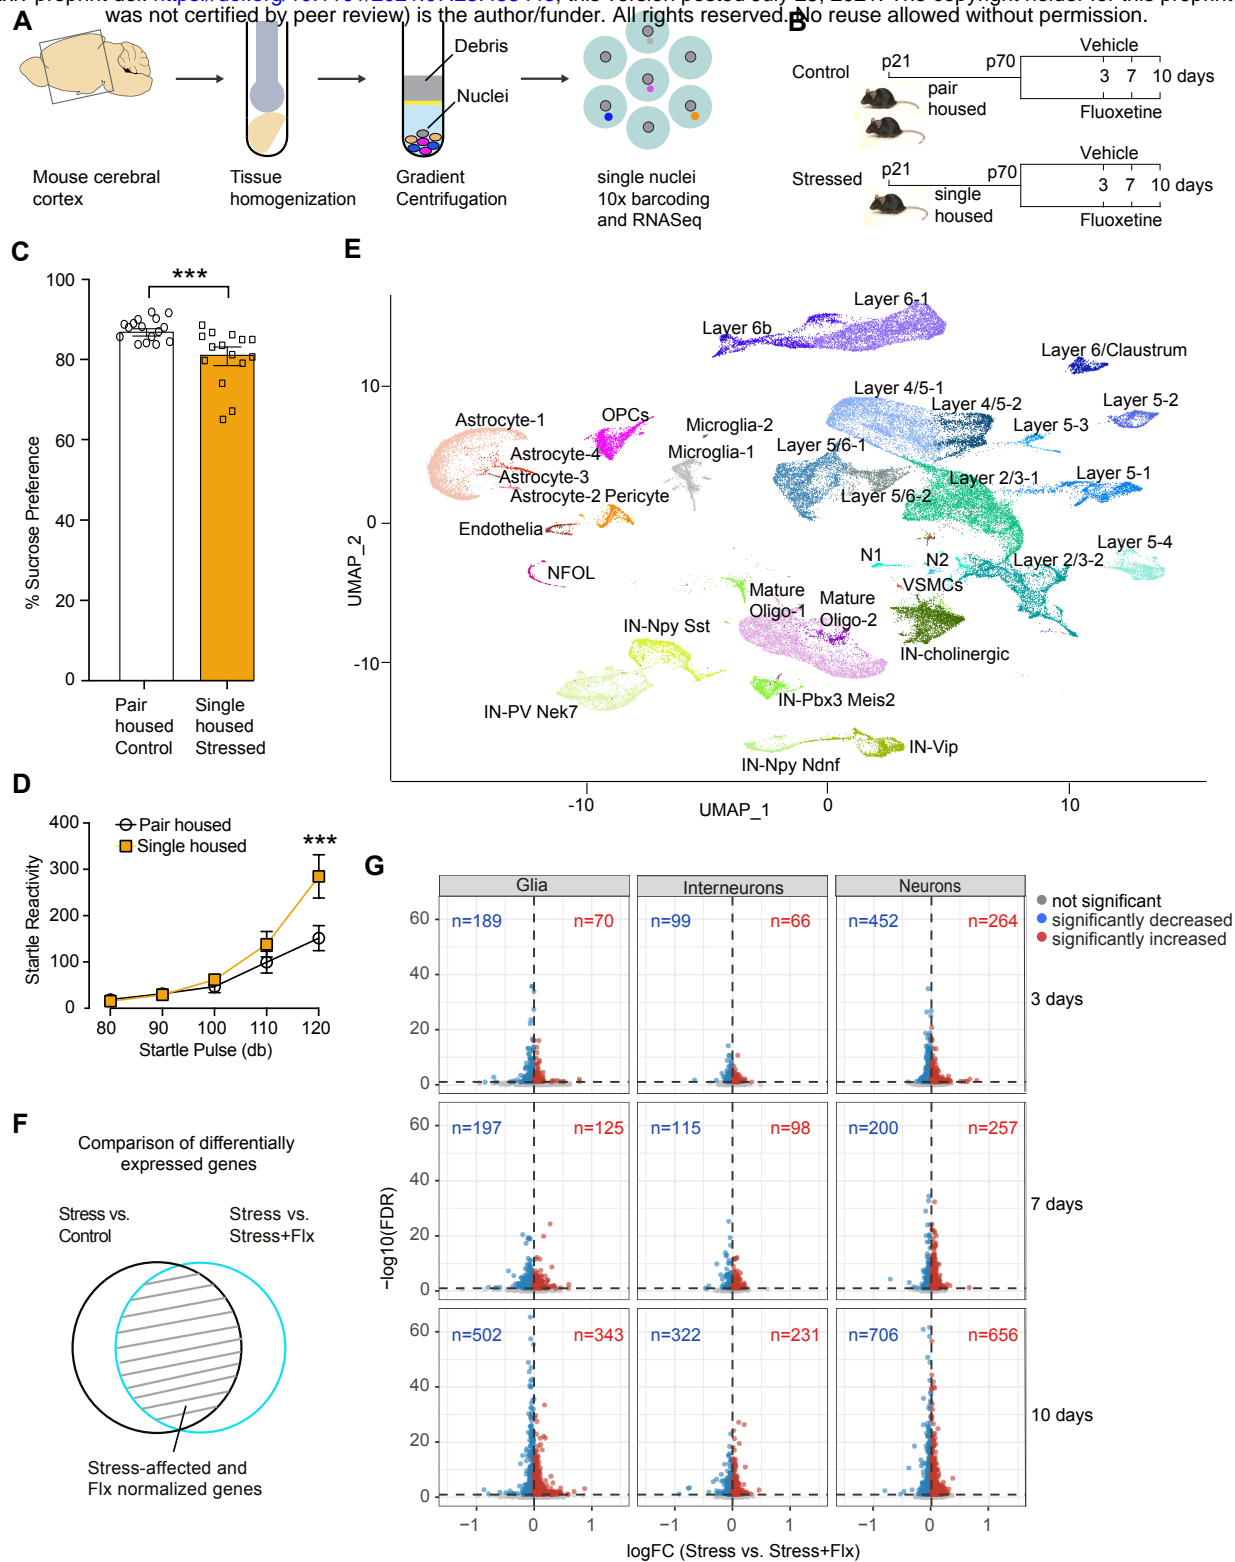 was not certified by peer review) is the author/funder. All rights reserved. No reuse allowed without permission.
A
Debris
Nuclei
Mouse cerebral
cortex
Tissue
homogenization
Gradient
Centrifugation
single nuclei
10x barcoding
and RNASeq
B
Control
p21
p70
pair
housed
Vehicle
3 7 10 days
Fluoxetine
Stressed
p21
p70
single
housed
Vehicle
3 7 10 days
Fluoxetine
C
***
% Sucrose Preference
100
80
60
40
20
0
Pair
housed
Control
Single
housed
Stressed
D
Pair housed
Single housed
***
Startle Reactivity
400
300
200
100
0
80 90 100 110 120
Startle Pulse (db)
E
Layer 6-1
Layer 6b
Layer 6/Claustrum
Layer 4/5-1
Layer 4/5-2
Layer 5-2
Layer 5-3
Astrocyte-1
OPCs
Microglia-2
Microglia-1
Layer 5/6-1
Astrocyte-4
Astrocyte-3
Astrocyte-2
Pericyte
Layer 5/6-2
Layer 2/3-1
Layer 5-1
Endothelia
NFOL
N1
N2
Layer 2/3-2
Layer 5-4
VSMCs
Mature
Oligo-1
Mature
Oligo-2
IN-Npy Sst
IN-cholinergic
IN-PV Nek7
IN-Pbx3 Meis2
IN-Npy Ndnf
IN-Vip
UMAP_2
10
0
-10
-10 0 10
UMAP_1
F
Comparison of differentially
expressed genes
Stress vs.
Control
Stress vs.
Stress+Flx
Stress-affected and
Flx normalized genes
G
Glia
Interneurons
Neurons
not significant
significantly decreased
significantly increased
n=189 n=70
n=99 n=66
n=452 n=264
3 days
n=197 n=125
n=115 n=98
n=200 n=257
7 days
n=502 n=343
n=322 n=231
n=706 n=656
10 days
−log10(FDR)
60
40
20
0
60
40
20
0
60
40
20
0
−1 0 1
−1 0 1
−1 0 1
logFC (Stress vs. Stress+Flx)